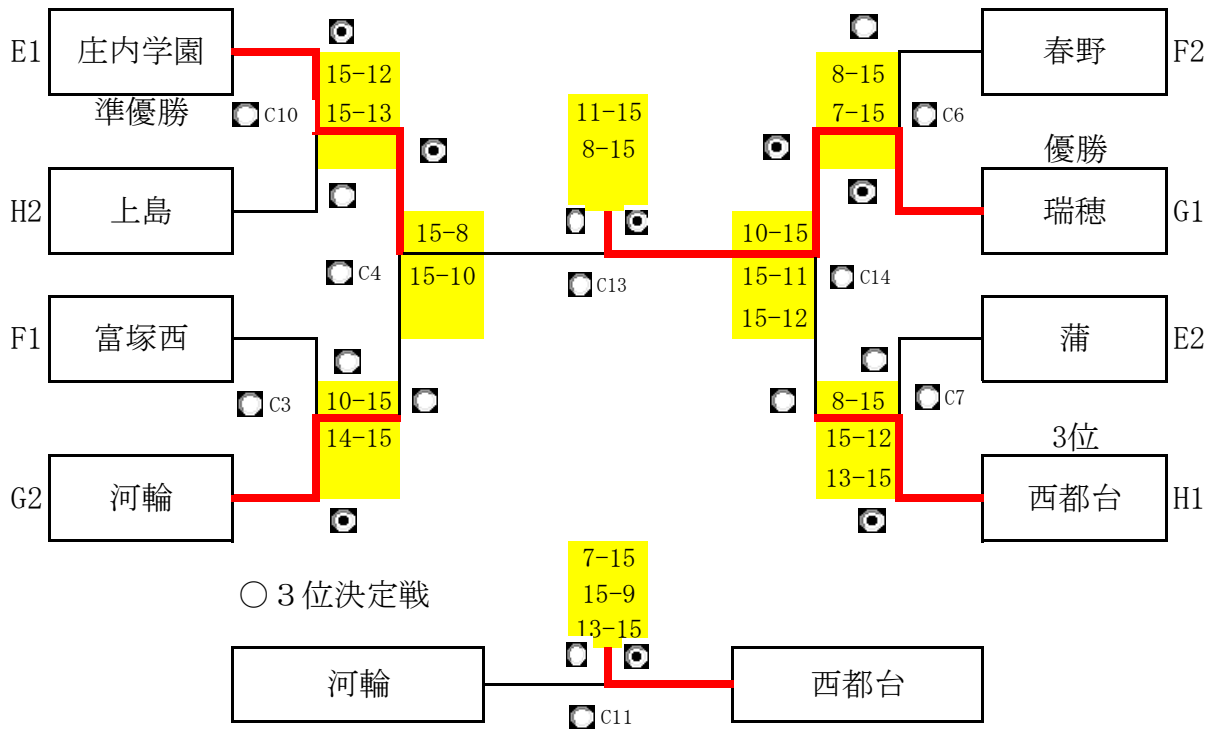 E1 庄内学園
準優勝
15-12
15-13
C10
H2 上島
15-8
15-10
C4
F1 富塚西
C3
10-15
14-15
G2 河輪
11-15
8-15
C13
8-15
7-15
春野 F2
C6
優勝
瑞穂 G1
10-15
15-11
15-12
C14
蒲 E2
8-15
15-12
13-15
C7
3位
西都台 H1
○３位決定戦
7-15
15-9
13-15
河輪
西都台
C11